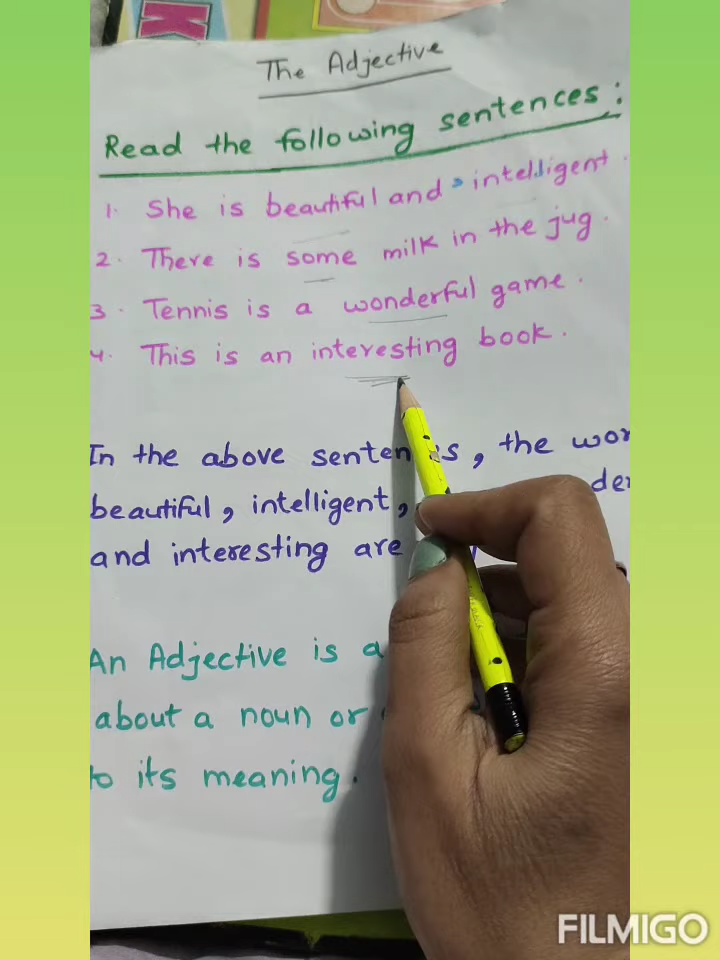 K
The Adjective
Read the following sentences :
1. She is beautiful and intelligent.
2. There is some milk in the jug.
3. Tennis is a wonderful game.
4. This is an interesting book.
In the above , the
beautiful, intelligent,
and interesting are
An Adjective is a
about a noun or
to its meaning.
FILMIGO